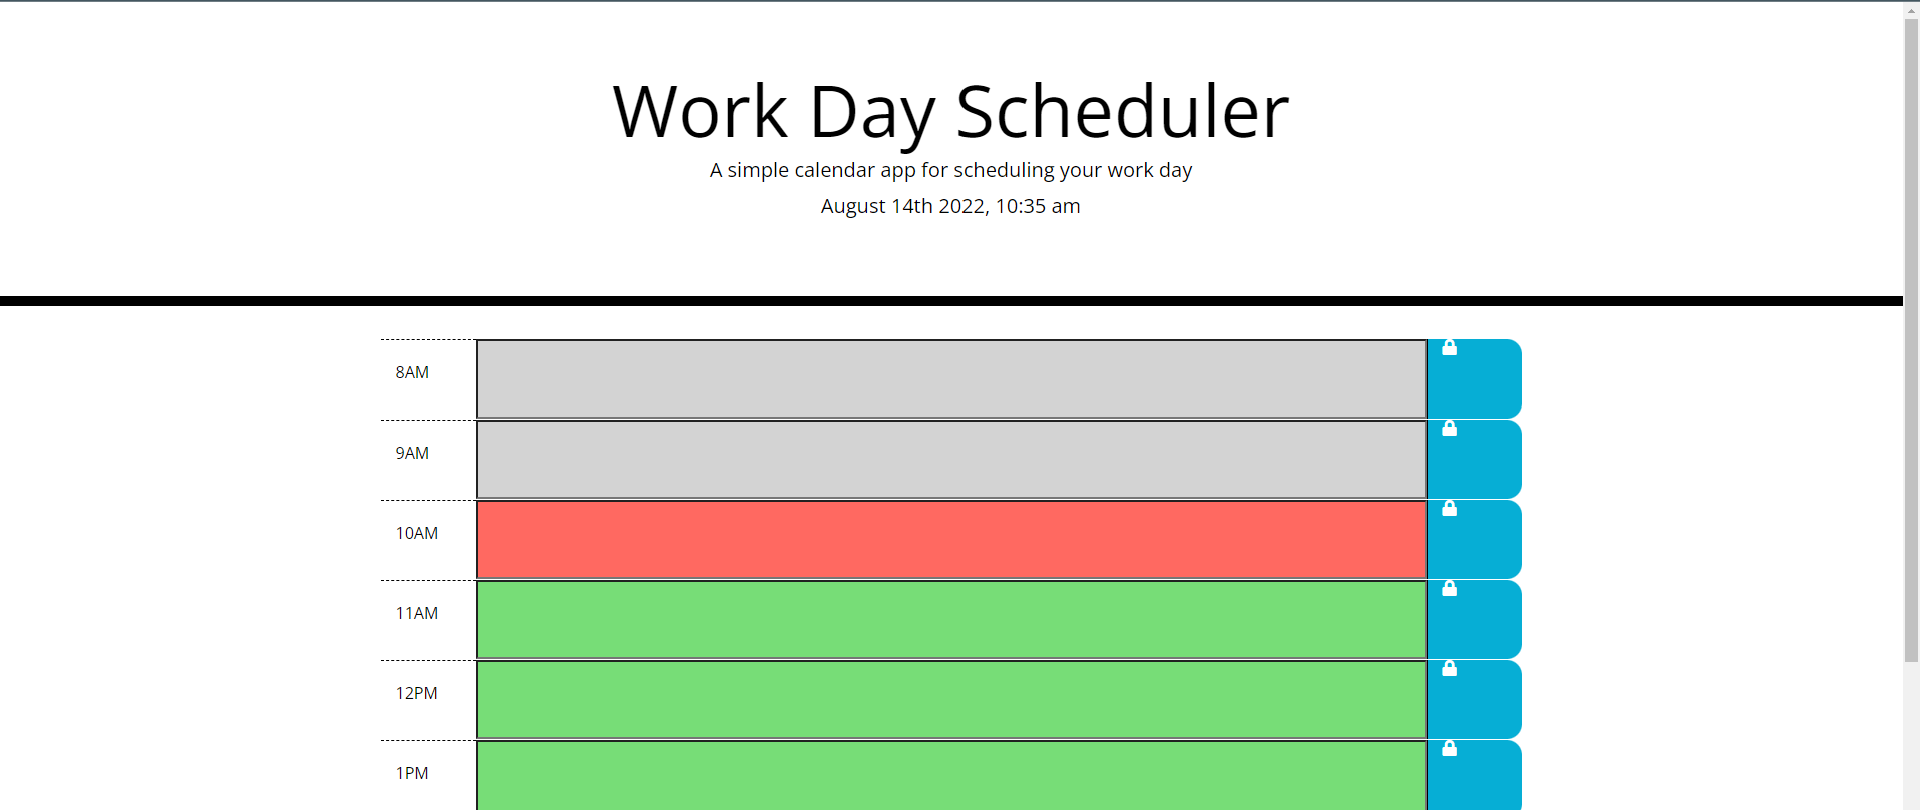 Work Day Scheduler
A simple calendar app for scheduling your work day
August 14th 2022, 10:35 am
8AM
9AM
10AM
11AM
12PM
1PM